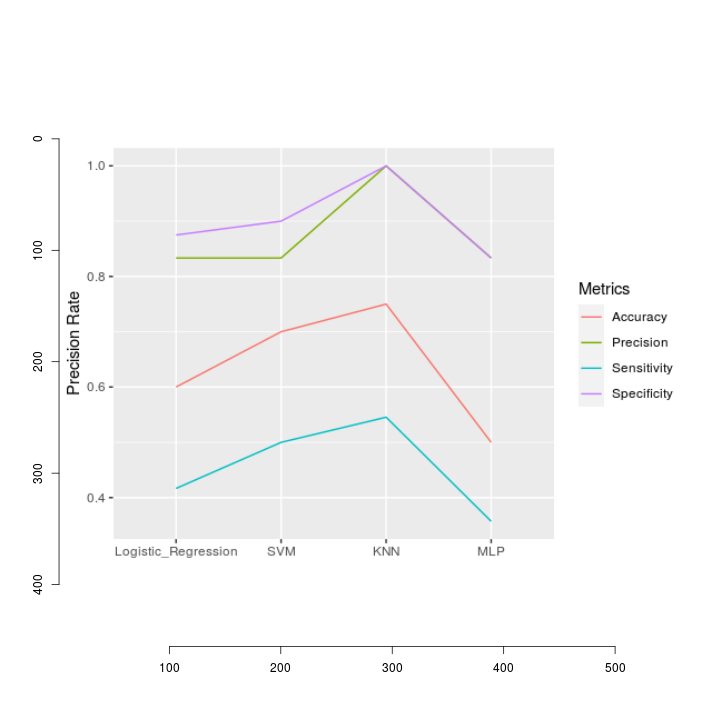 0
100
200
300
400
Precision Rate
1.0
0.8
0.6
0.4
Logistic_Regression SVM KNN MLP
Metrics
Accuracy
Precision
Sensitivity
Specificity
100 200 300 400 500